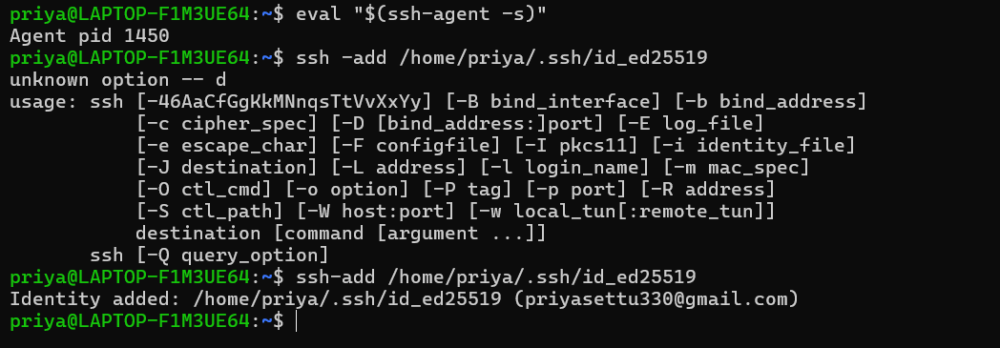 priya@LAPTOP-F1M3UE64:~$ eval "$(ssh-agent -s)"
Agent pid 1450
priya@LAPTOP-F1M3UE64:~$ ssh -add /home/priya/.ssh/id_ed25519
unknown option -- d
usage: ssh [-46AaCfGgKkMNnqsTtVvXxYy] [-B bind_interface] [-b bind_address]
           [-c cipher_spec] [-D [bind_address:]port] [-E log_file]
           [-e escape_char] [-F configfile] [-I pkcs11] [-i identity_file]
           [-J destination] [-L address] [-l login_name] [-m mac_spec]
           [-O ctl_cmd] [-o option] [-P tag] [-p port] [-R address]
           [-S ctl_path] [-W host:port] [-w local_tun[:remote_tun]]
           destination [command [argument ...]]
       ssh [-Q query_option]
priya@LAPTOP-F1M3UE64:~$ ssh-add /home/priya/.ssh/id_ed25519
Identity added: /home/priya/.ssh/id_ed25519 (priyasettu330@gmail.com)
priya@LAPTOP-F1M3UE64:~$